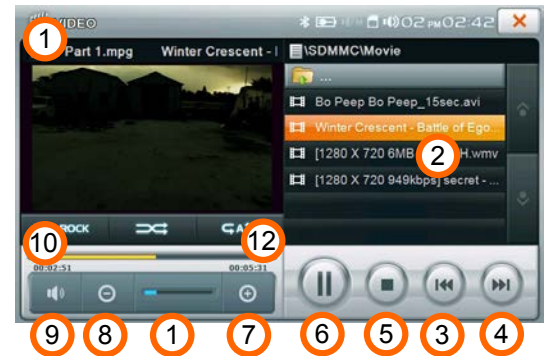 VIDEO 02 PM 02:42
1
Part 1.mpg Winter Crescent - I
\SDMMC\Movie
...
Bo Peep Bo Peep_15sec.avi
Winter Crescent - Battle of Ego...
[1280 X 720 6MB 2 H.wmv
[1280 X 720 949kbps] secret - ...
ROCK A
10 12
00:02:51 00:05:31
9 8 1 7 6 5 3 4